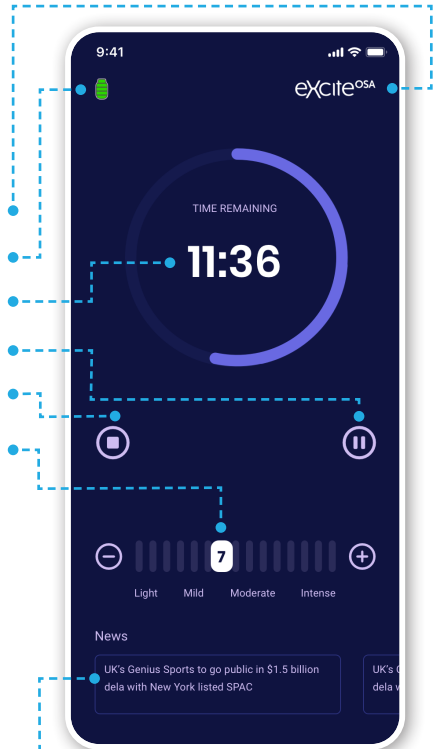 9:41
eXciteOSA
TIME REMAINING
11:36
7
Light Mild Moderate Intense
News
UK's Genius Sports to go public in $1.5 billion
dela with New York listed SPAC
UK's
dela